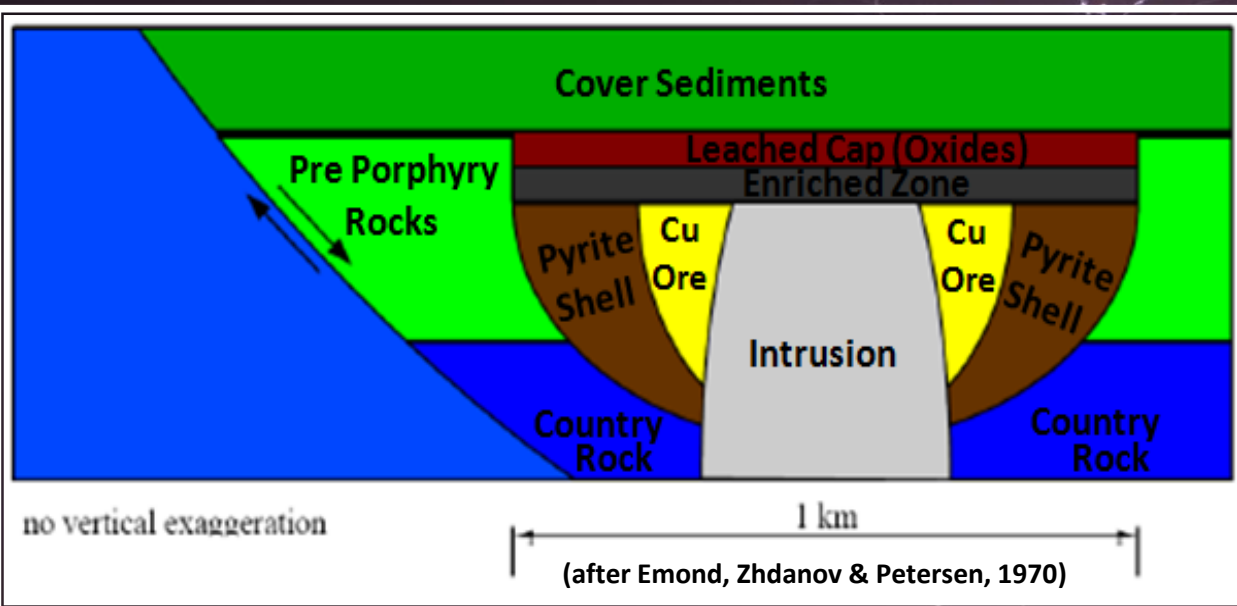 Cover Sediments
Leached Cap (Oxides)
Enriched Zone
Pre Porphyry
Rocks
Pyrite
Shell
Cu
Ore
Intrusion
Cu
Ore
Pyrite
Shell
Country
Rock
Country
Rock
no vertical exaggeration
1 km
(after Emond, Zhdanov & Petersen, 1970)